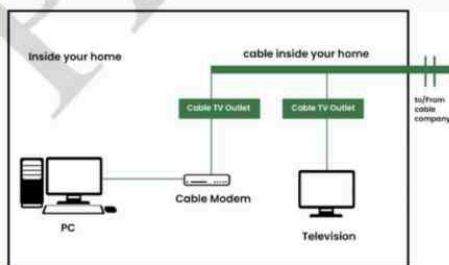 Inside your home
cable inside your home
Cable TV Outlet
Cable TV Outlet
to/From
cable
company
Cable Modem
PC
Television